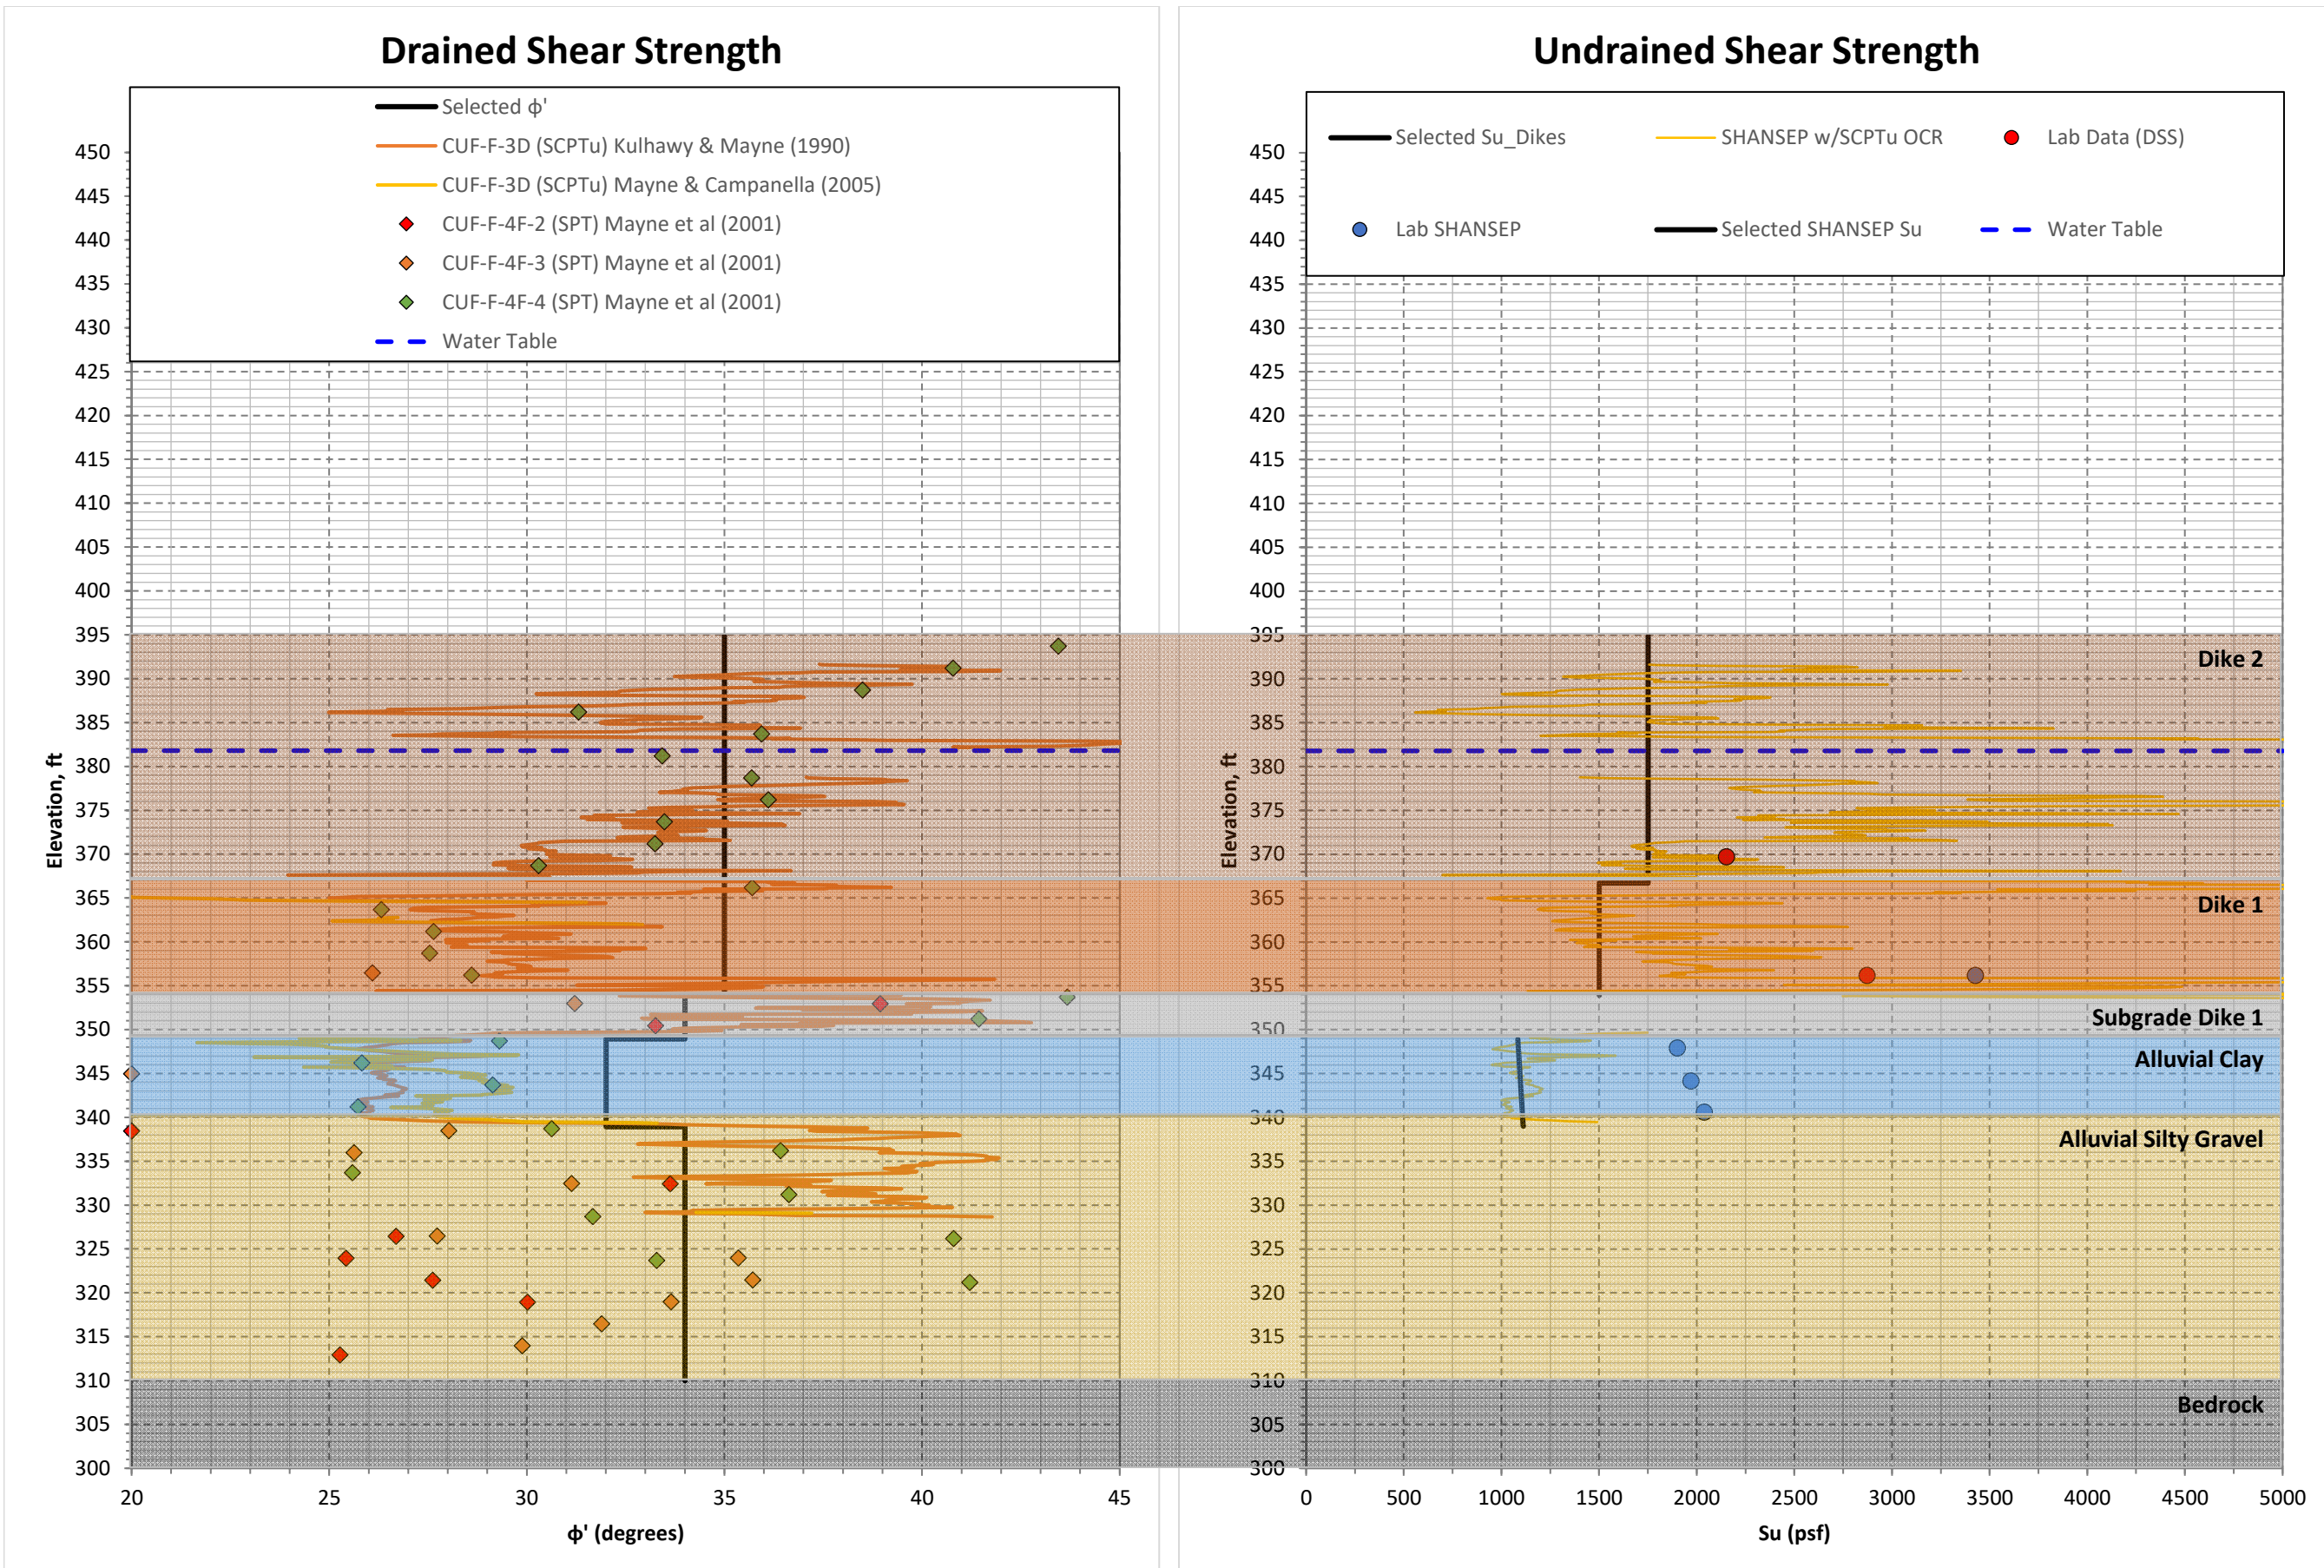 Drained Shear Strength
Selected ϕ'
CUF-F-3D (SCPTu) Kulhawy & Mayne (1990)
CUF-F-3D (SCPTu) Mayne & Campanella (2005)
CUF-F-4F-2 (SPT) Mayne et al (2001)
CUF-F-4F-3 (SPT) Mayne et al (2001)
CUF-F-4F-4 (SPT) Mayne et al (2001)
Water Table
450
445
440
435
430
425
420
415
410
405
400
395
390
385
380
375
370
365
360
355
350
345
340
335
330
325
320
315
310
305
300
Elevation, ft
20 25 30 35 40 45
ϕ' (degrees)
Undrained Shear Strength
Selected Su_Dikes SHANSEP w/SCPTu OCR Lab Data (DSS)
Lab SHANSEP Selected SHANSEP Su Water Table
450
445
440
435
430
425
420
415
410
405
400
395
390
385
380
375
370
365
360
355
350
345
340
335
330
325
320
315
310
305
300
Elevation, ft
Dike 2
Dike 1
Subgrade Dike 1
Alluvial Clay
Alluvial Silty Gravel
Bedrock
0 500 1000 1500 2000 2500 3000 3500 4000 4500 5000
Su (psf)